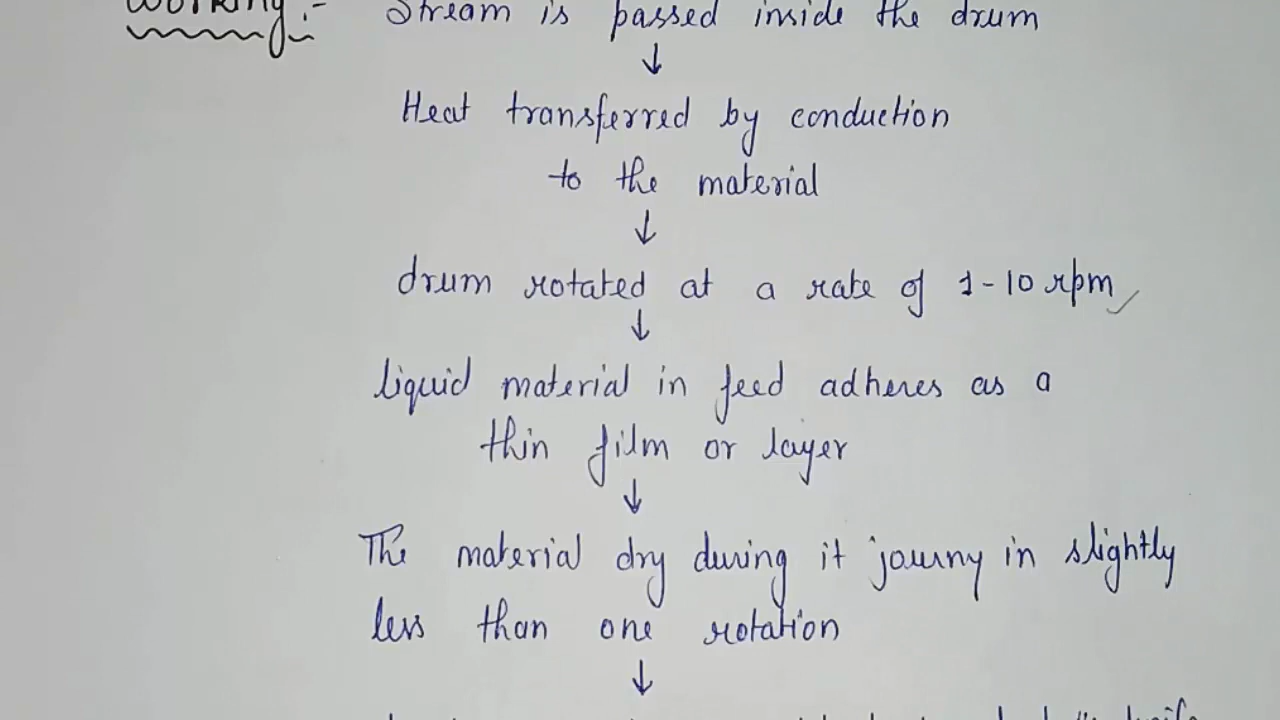 Working :-
Stream is passed inside the drum
↓
Heat transferred by conduction
to the material
↓
drum rotated at a rate of 1-10 rpm
↓
liquid material in feed adheres as a
thin film or layer
↓
The material dry during it journy in slightly
less than one rotation
↓